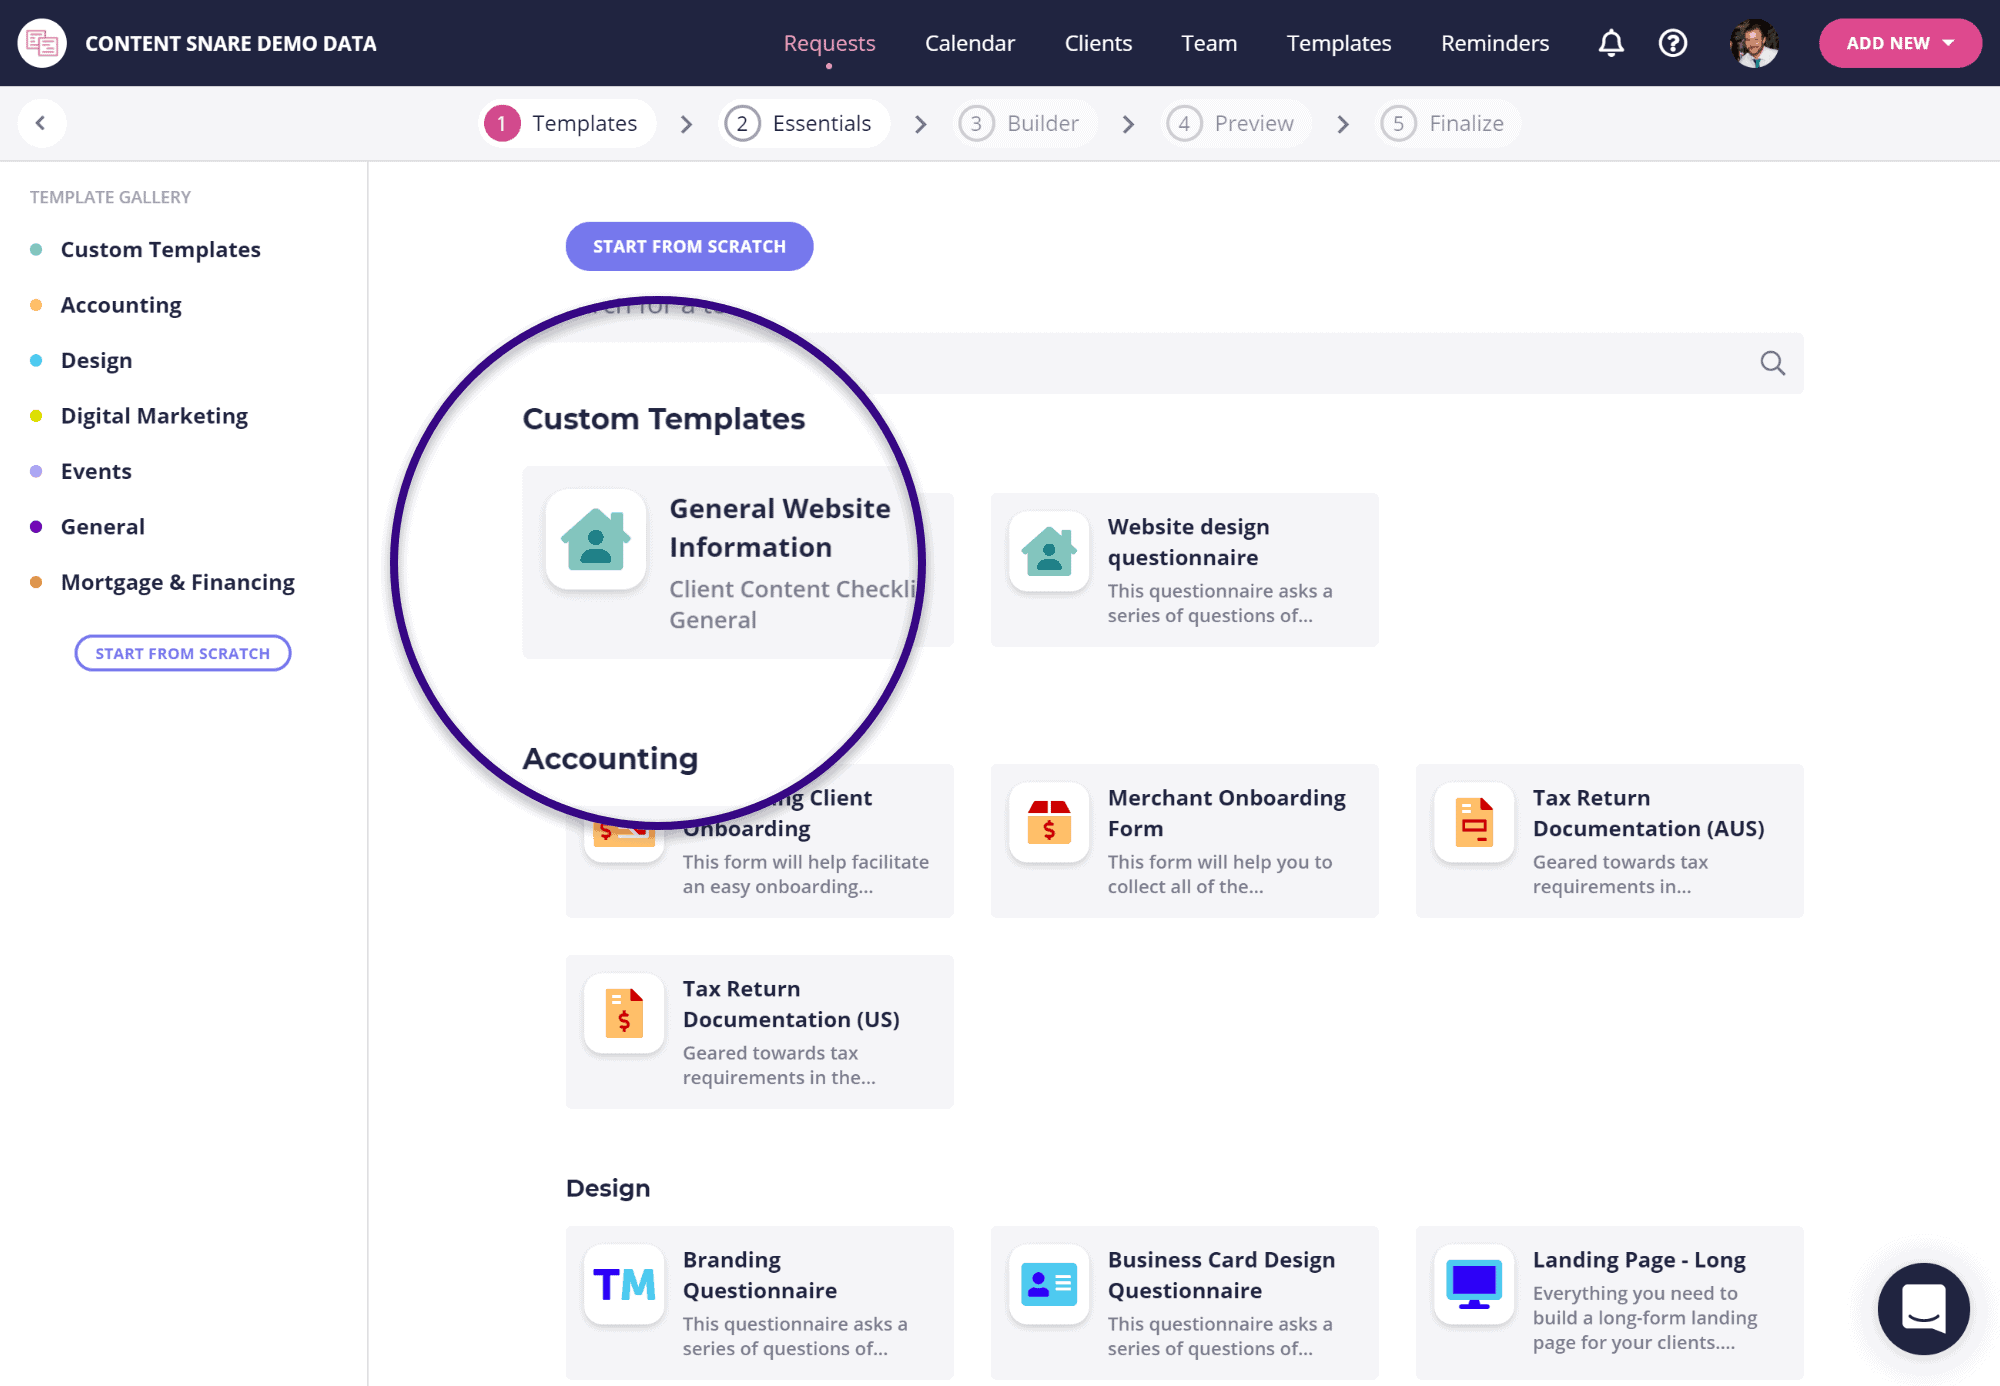 CONTENT SNARE DEMO DATA
Requests
Calendar
Clients
Team
Templates
Reminders
ADD NEW
1 Templates
2 Essentials
3 Builder
4 Preview
5 Finalize
TEMPLATE GALLERY
Custom Templates
Accounting
Design
Digital Marketing
Events
General
Mortgage & Financing
START FROM SCRATCH
START FROM SCRATCH
for a
Custom Templates
General Website
Information
Client Content Checkli
General
Website design
questionnaire
This questionnaire asks a
series of questions of...
Accounting
Client
Onboarding
This form will help facilitate
an easy onboarding...
Merchant Onboarding
Form
This form will help you to
collect all of the...
Tax Return
Documentation (AUS)
Geared towards tax
requirements in...
Tax Return
Documentation (US)
Geared towards tax
requirements in the...
Design
TM
Branding
Questionnaire
This questionnaire asks a
series of questions of...
Business Card Design
Questionnaire
This questionnaire asks a
series of questions of...
Landing Page - Long
Everything you need to
build a long-form landing
page for your clients....